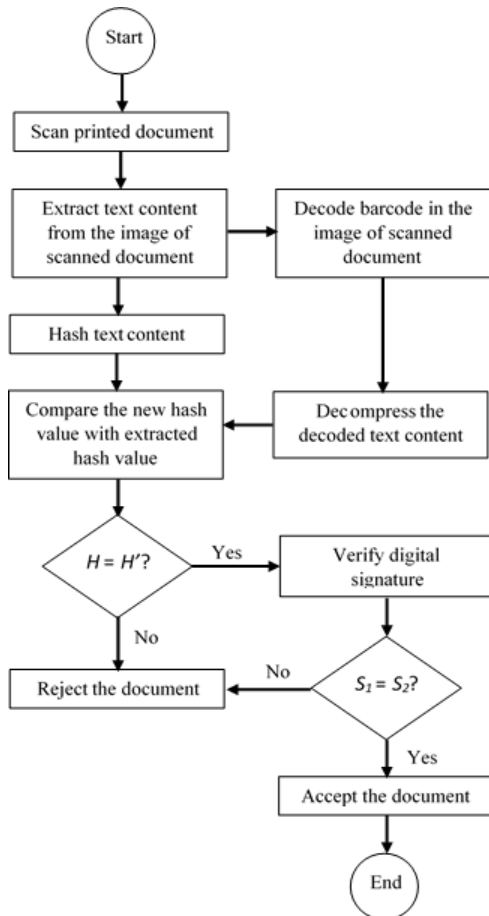 Start
Scan printed document
Extract text content
from the image of
scanned document
Decode barcode in the
image of scanned
document
Hash text content
Compare the new hash
value with extracted
hash value
Decompress the
decoded text content
H = H′?
Yes
Verify digital
signature
No
Reject the document
No
S₁ = S₂?
Yes
Accept the document
End